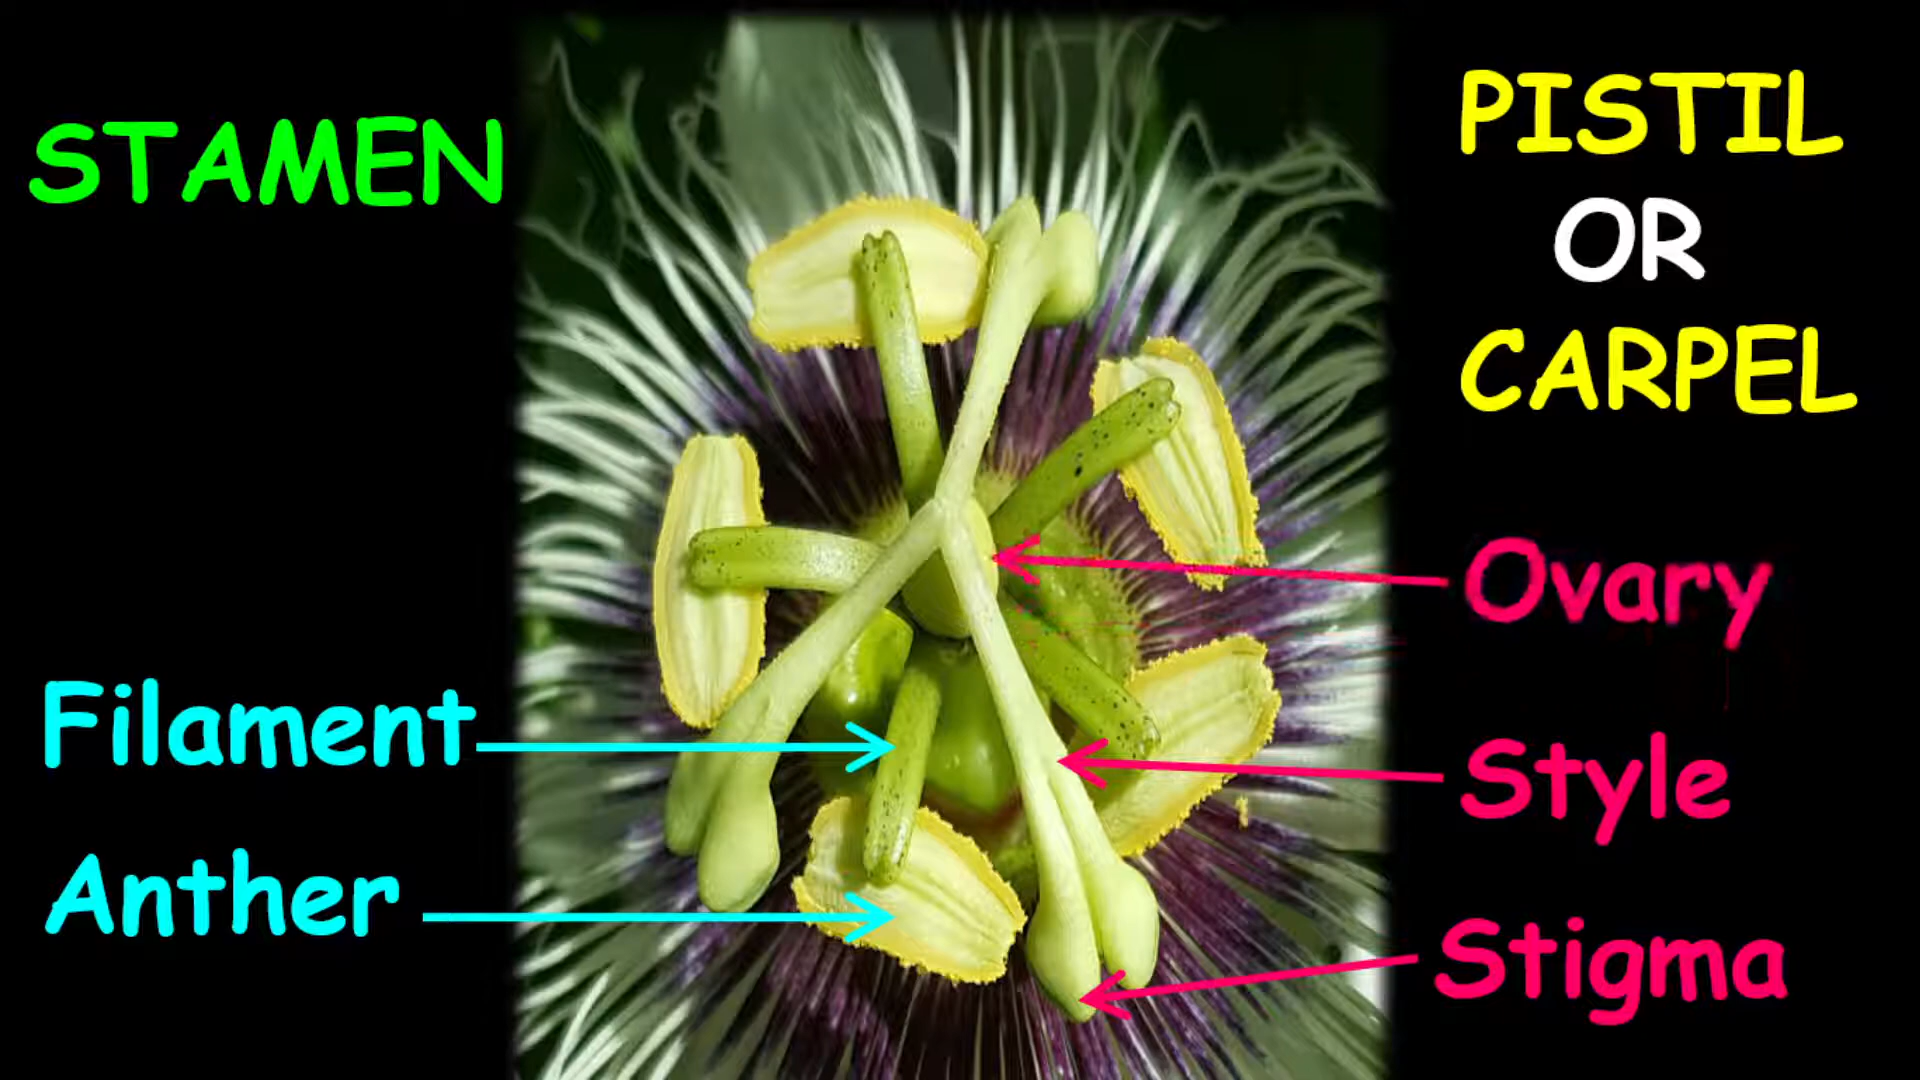 STAMEN
Filament
Anther
PISTIL
OR
CARPEL
Ovary
Style
Stigma